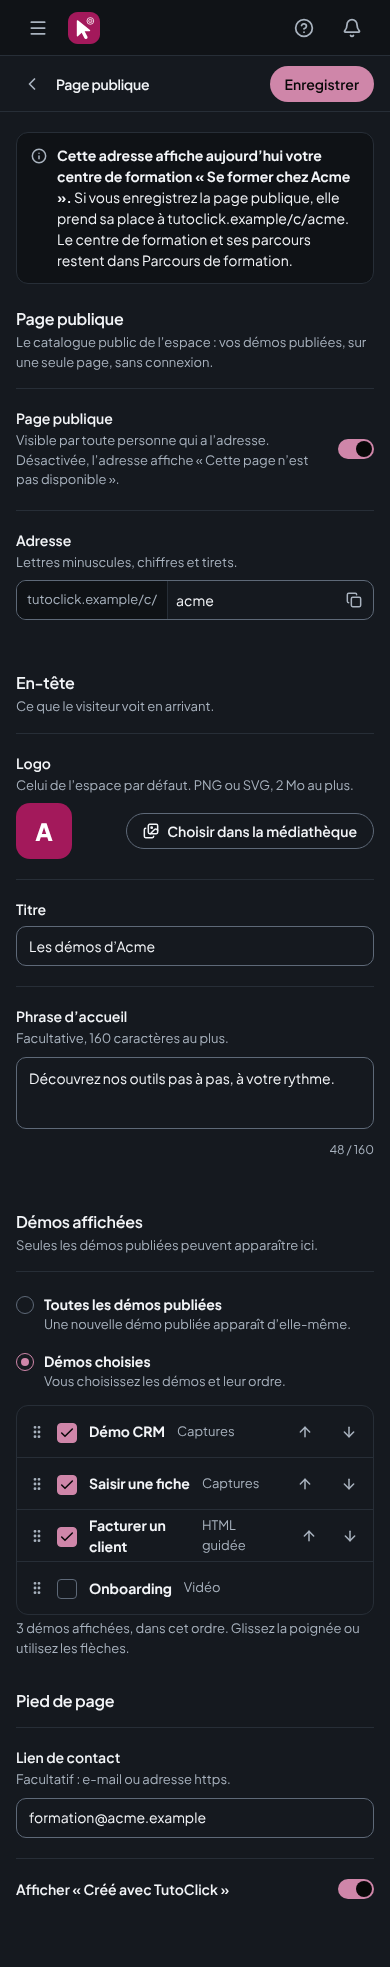 Page publique
Enregistrer
Cette adresse affiche aujourd’hui votre
centre de formation « Se former chez Acme
». Si vous enregistrez la page publique, elle
prend sa place à tutoclick.example/c/acme.
Le centre de formation et ses parcours
restent dans Parcours de formation.
Page publique
Le catalogue public de l’espace : vos démos publiées, sur
une seule page, sans connexion.
Page publique
Visible par toute personne qui a l’adresse.
Désactivée, l’adresse affiche « Cette page n’est
pas disponible ».
Adresse
Lettres minuscules, chiffres et tirets.
tutoclick.example/c/ acme
En-tête
Ce que le visiteur voit en arrivant.
Logo
Celui de l’espace par défaut. PNG ou SVG, 2 Mo au plus.
A
Choisir dans la médiathèque
Titre
Les démos d’Acme
Phrase d’accueil
Facultative, 160 caractères au plus.
Découvrez nos outils pas à pas, à votre rythme.
48 / 160
Démos affichées
Seules les démos publiées peuvent apparaître ici.
Toutes les démos publiées
Une nouvelle démo publiée apparaît d’elle-même.
Démos choisies
Vous choisissez les démos et leur ordre.
Démo CRM Captures
Saisir une fiche Captures
Facturer un client HTML guidée
Onboarding Vidéo
3 démos affichées, dans cet ordre. Glissez la poignée ou
utilisez les flèches.
Pied de page
Lien de contact
Facultatif : e-mail ou adresse https.
formation@acme.example
Afficher « Créé avec TutoClick »